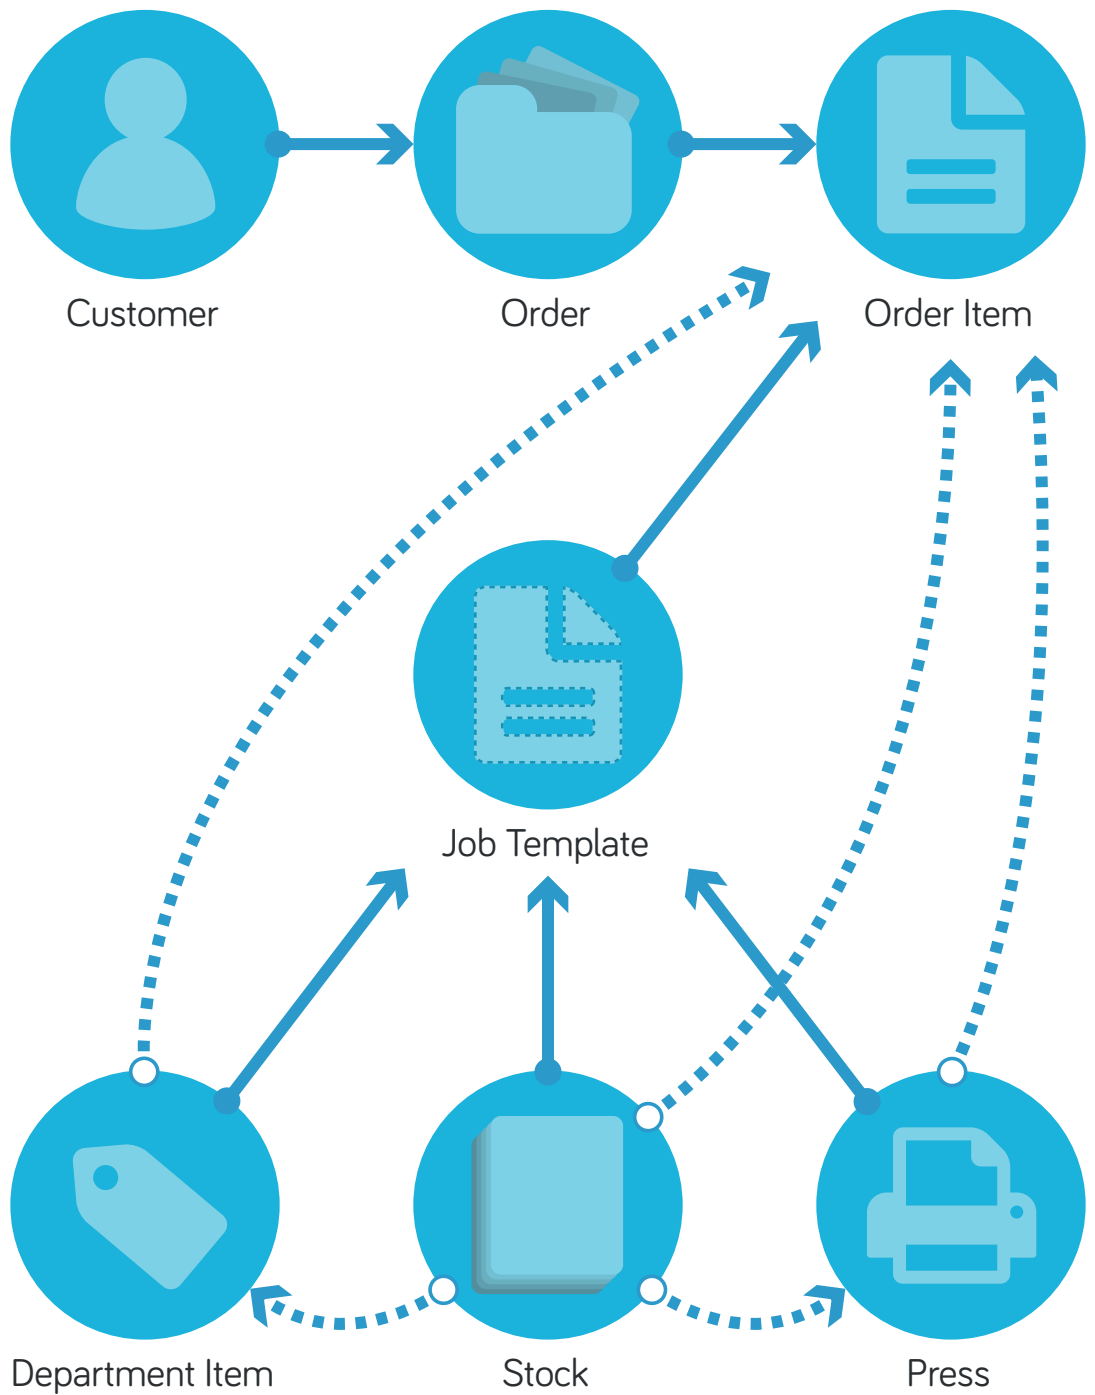 Customer
Order
Order Item
Job Template
Department Item
Stock
Press